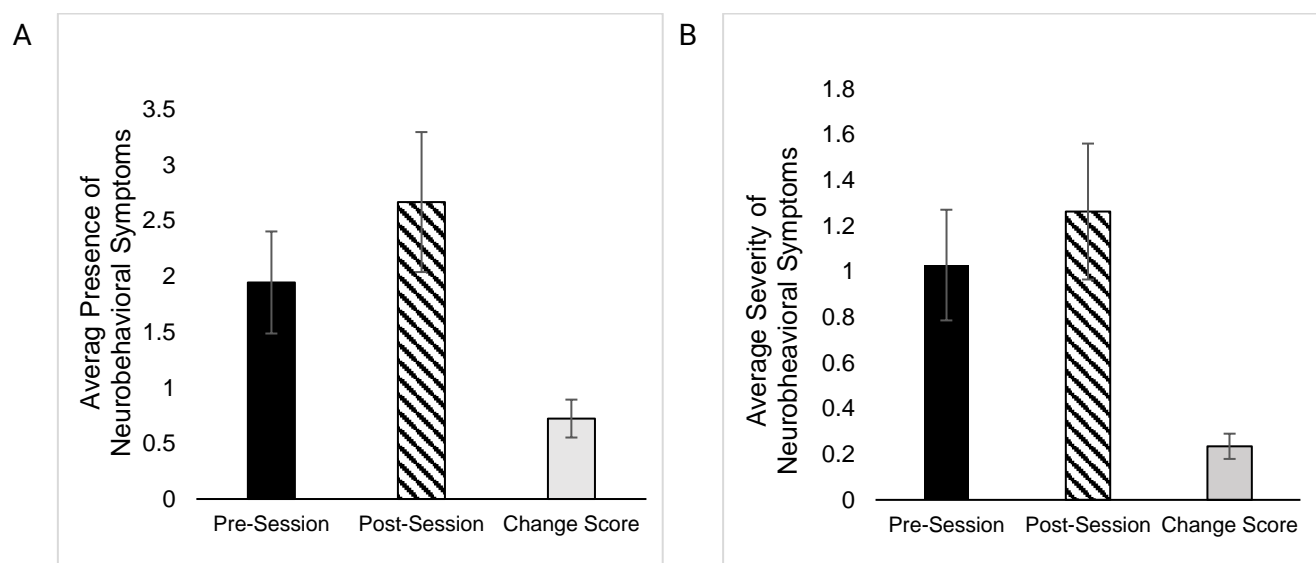 A
Averag Presence of
Neurobehavioral Symptoms
3.5
3
2.5
2
1.5
1
0.5
0
Pre-Session Post-Session Change Score
B
Average Severity of
Neurobheavioral Symptoms
1.8
1.6
1.4
1.2
1
0.8
0.6
0.4
0.2
0
Pre-Session Post-Session Change Score